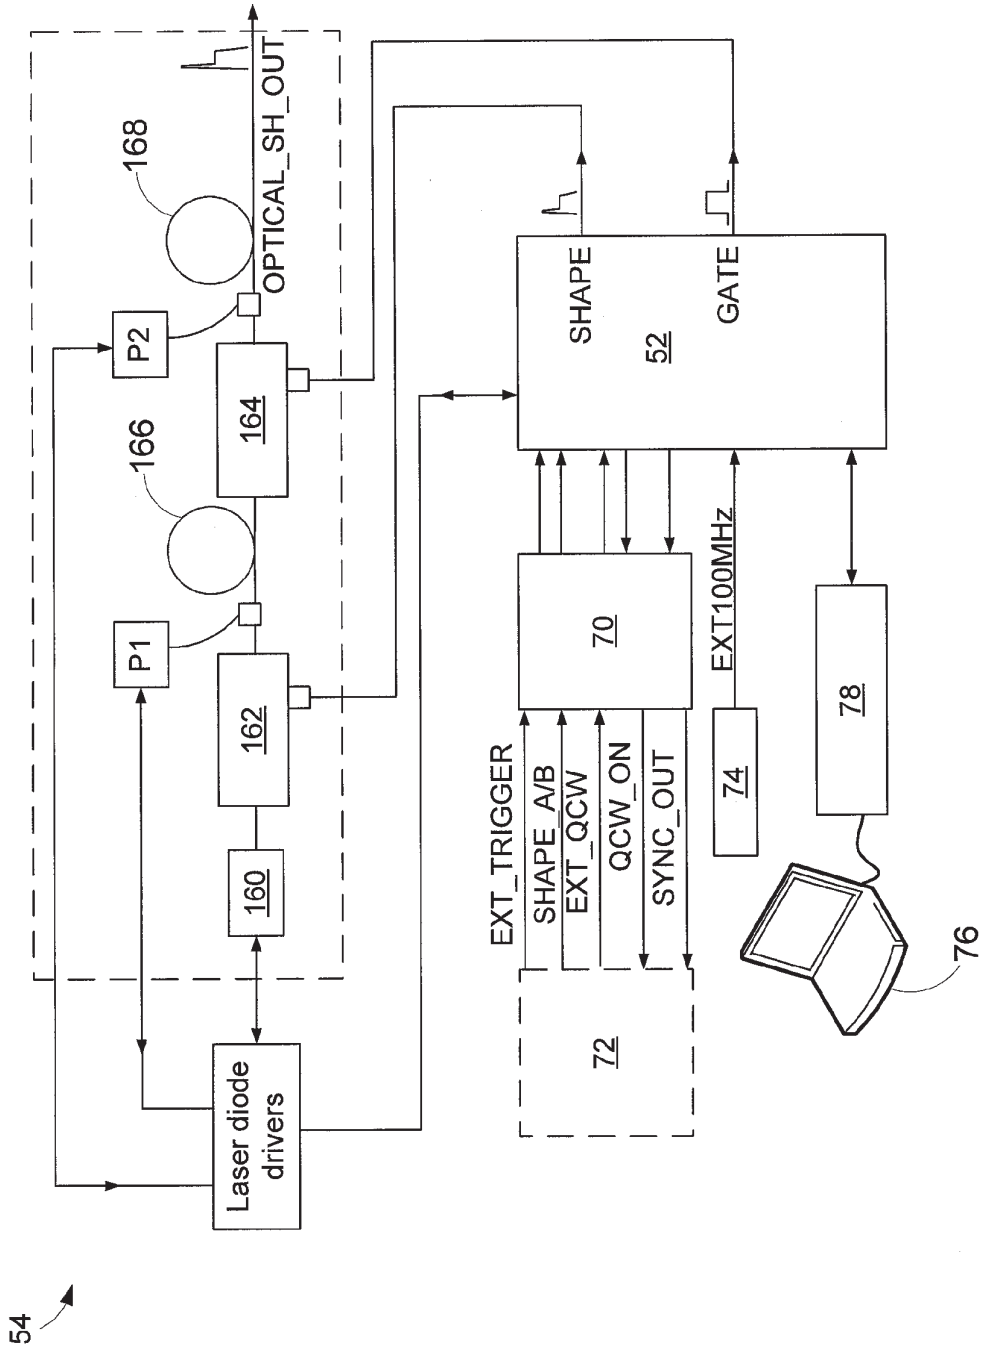 54
Laser diode
drivers
P1
P2
160
162
164
166
168
OPTICAL_SH_OUT
72
EXT_TRIGGER
SHAPE_A/B
EXT_QCW
QCW_ON
SYNC_OUT
70
74
EXT100MHz
76
78
52
SHAPE
GATE